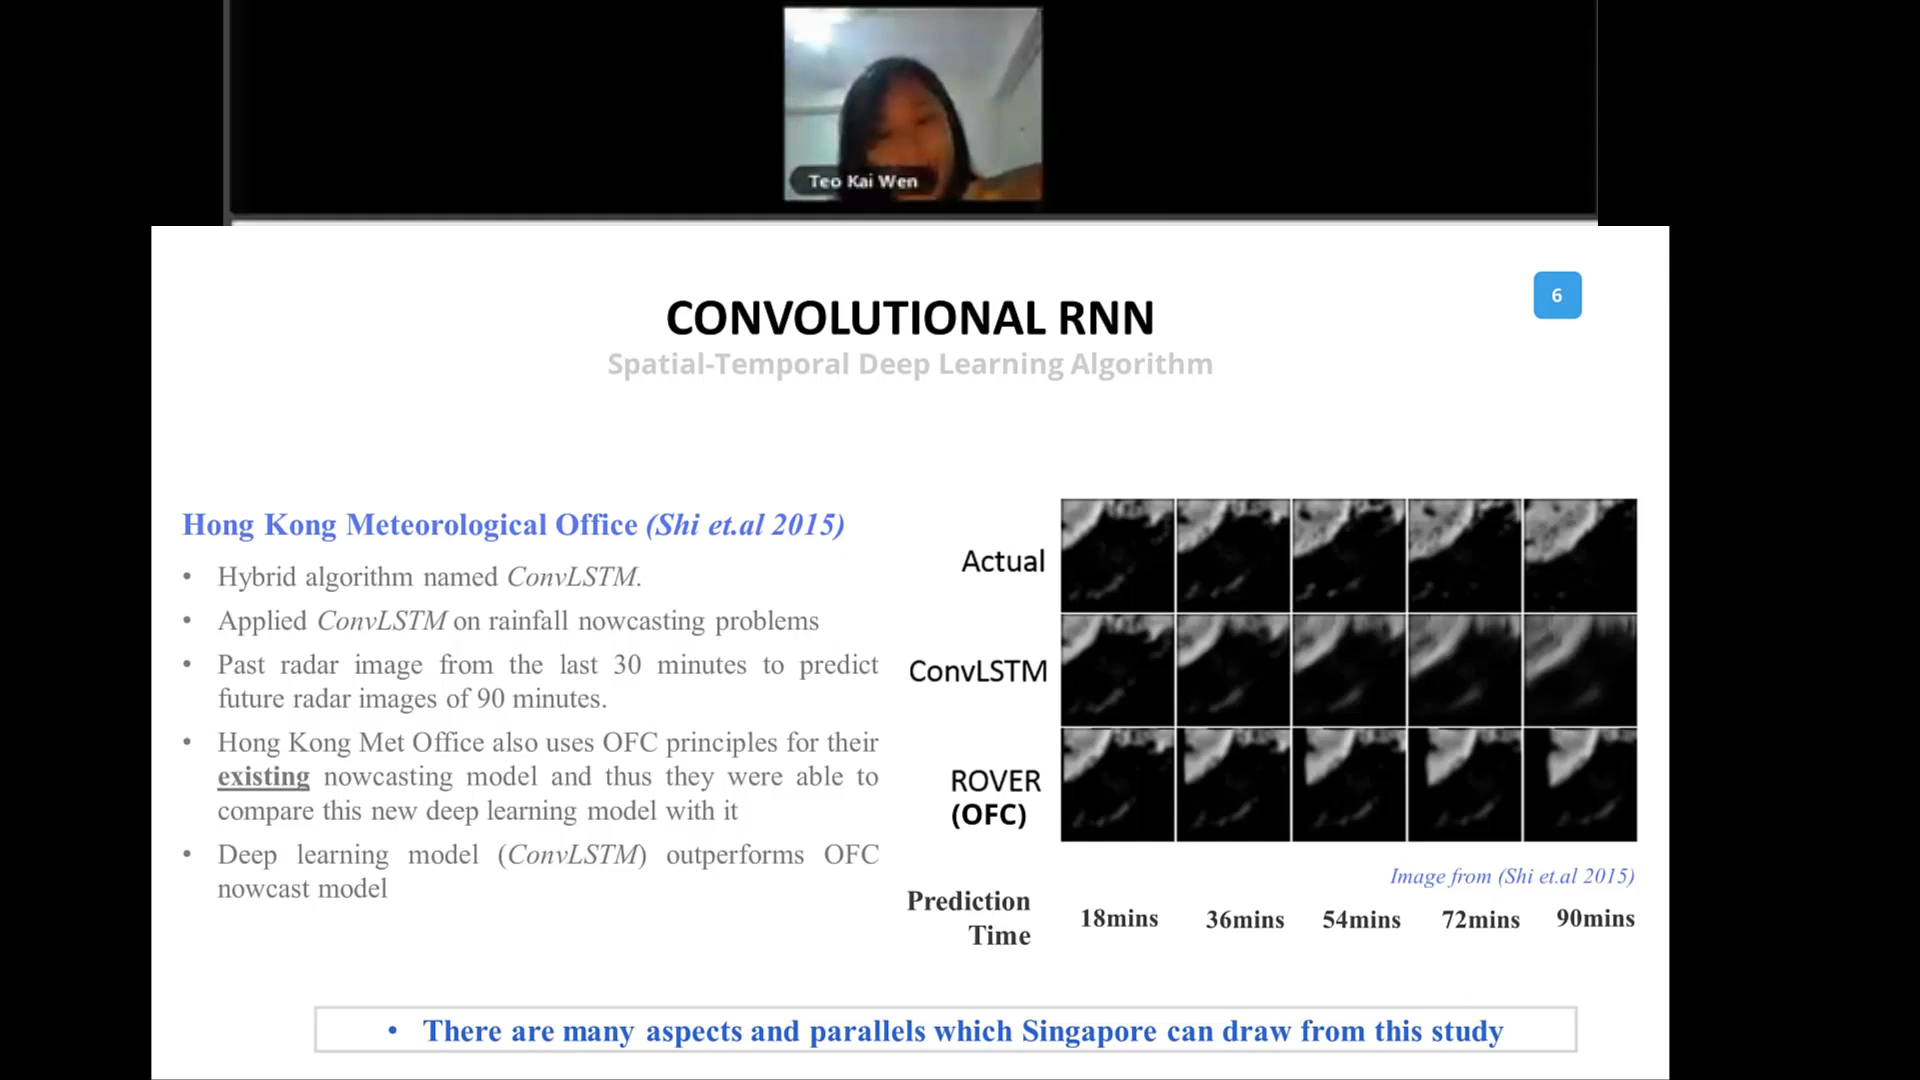 Teo Kai Wen
6
CONVOLUTIONAL RNN
Spatial-Temporal Deep Learning Algorithm
Hong Kong Meteorological Office (Shi et.al 2015)
• Hybrid algorithm named ConvLSTM.
• Applied ConvLSTM on rainfall nowcasting problems
• Past radar image from the last 30 minutes to predict
future radar images of 90 minutes.
• Hong Kong Met Office also uses OFC principles for their
existing nowcasting model and thus they were able to
compare this new deep learning model with it
• Deep learning model (ConvLSTM) outperforms OFC
nowcast model
Actual
ConvLSTM
ROVER
(OFC)
Image from (Shi et.al 2015)
Prediction
Time
18mins 36mins 54mins 72mins 90mins
• There are many aspects and parallels which Singapore can draw from this study